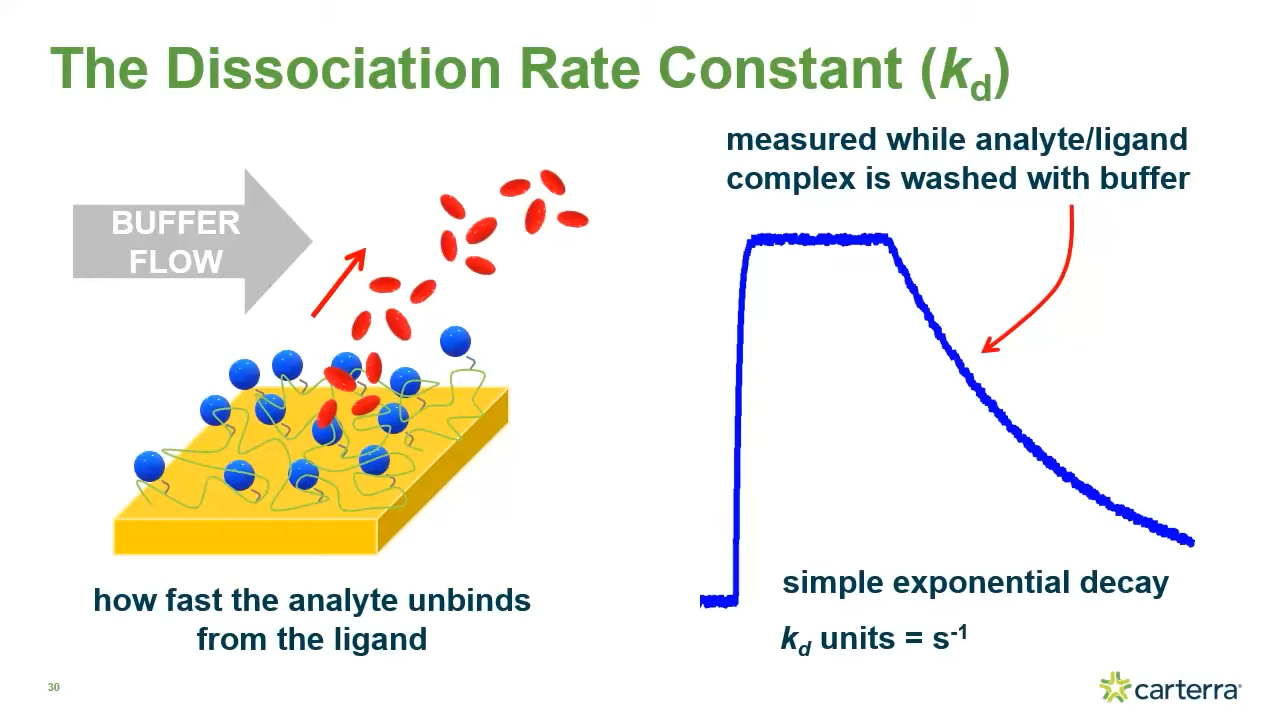 The Dissociation Rate Constant (kd)
measured while analyte/ligand
complex is washed with buffer
BUFFER
FLOW
how fast the analyte unbinds
from the ligand
simple exponential decay
kd units = s-1
30
carterra